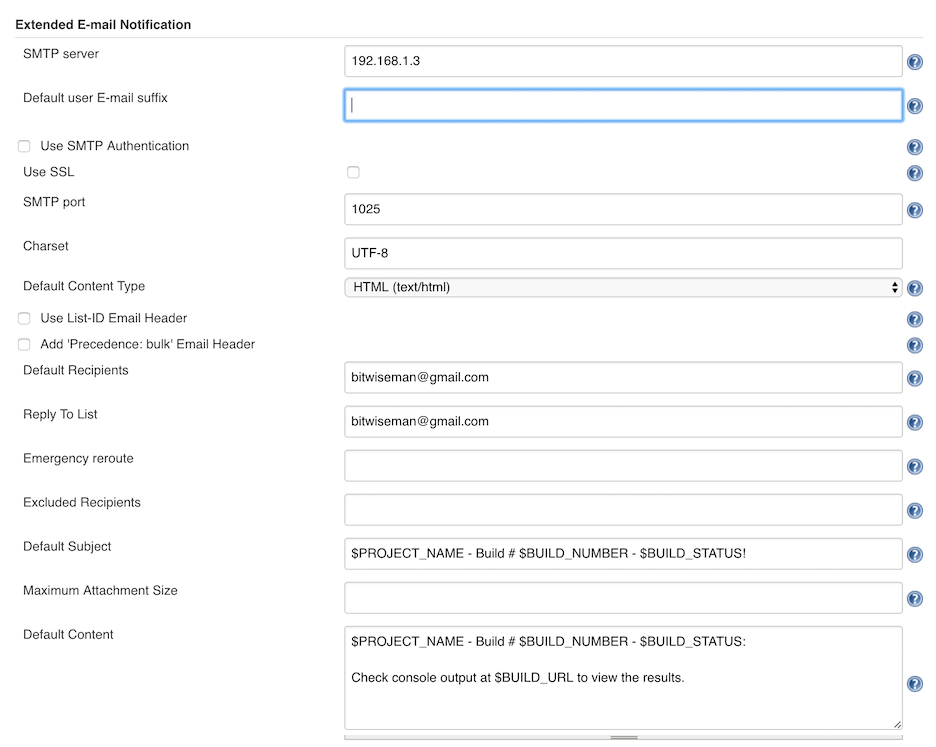 Extended E-mail Notification
SMTP server
192.168.1.3
Default user E-mail suffix
Use SMTP Authentication
Use SSL
SMTP port
1025
Charset
UTF-8
Default Content Type
HTML (text/html)
Use List-ID Email Header
Add 'Precedence: bulk' Email Header
Default Recipients
bitwiseman@gmail.com
Reply To List
bitwiseman@gmail.com
Emergency reroute
Excluded Recipients
Default Subject
$PROJECT_NAME - Build # $BUILD_NUMBER - $BUILD_STATUS!
Maximum Attachment Size
Default Content
$PROJECT_NAME - Build # $BUILD_NUMBER - $BUILD_STATUS:
Check console output at $BUILD_URL to view the results.